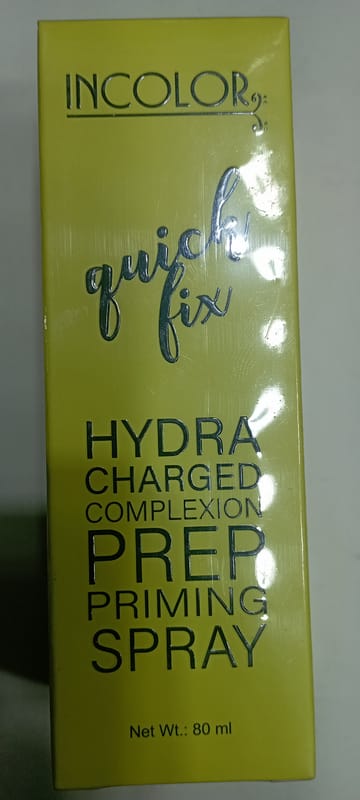 INCOLOR
quick
fix
HYDRA
CHARGED
COMPLEXION
PREP
PRIMING
SPRAY
Net Wt.: 80 ml